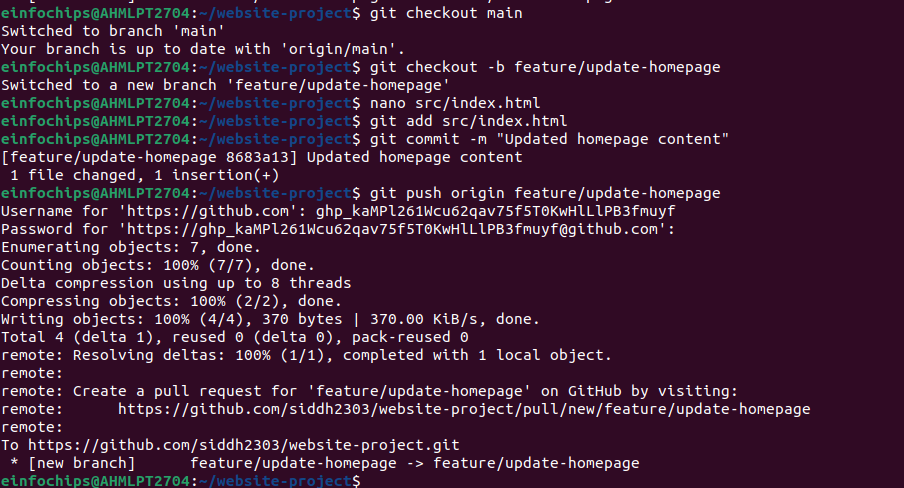 einfochips@AHMLPT2704:~/website-project$ git checkout main
Switched to branch 'main'
Your branch is up to date with 'origin/main'.
einfochips@AHMLPT2704:~/website-project$ git checkout -b feature/update-homepage
Switched to a new branch 'feature/update-homepage'
einfochips@AHMLPT2704:~/website-project$ nano src/index.html
einfochips@AHMLPT2704:~/website-project$ git add src/index.html
einfochips@AHMLPT2704:~/website-project$ git commit -m "Updated homepage content"
[feature/update-homepage 8683a13] Updated homepage content
 1 file changed, 1 insertion(+)
einfochips@AHMLPT2704:~/website-project$ git push origin feature/update-homepage
Username for 'https://github.com': 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
Password for 'https://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@github.com':
Enumerating objects: 7, done.
Counting objects: 100% (7/7), done.
Delta compression using up to 8 threads
Compressing objects: 100% (2/2), done.
Writing objects: 100% (4/4), 370 bytes | 370.00 KiB/s, done.
Total 4 (delta 1), reused 0 (delta 0), pack-reused 0
remote: Resolving deltas: 100% (1/1), completed with 1 local object.
remote:
remote: Create a pull request for 'feature/update-homepage' on GitHub by visiting:
remote:      https://github.com/siddh2303/website-project/pull/new/feature/update-homepage
remote:
To https://github.com/siddh2303/website-project.git
 * [new branch]      feature/update-homepage -> feature/update-homepage
einfochips@AHMLPT2704:~/website-project$